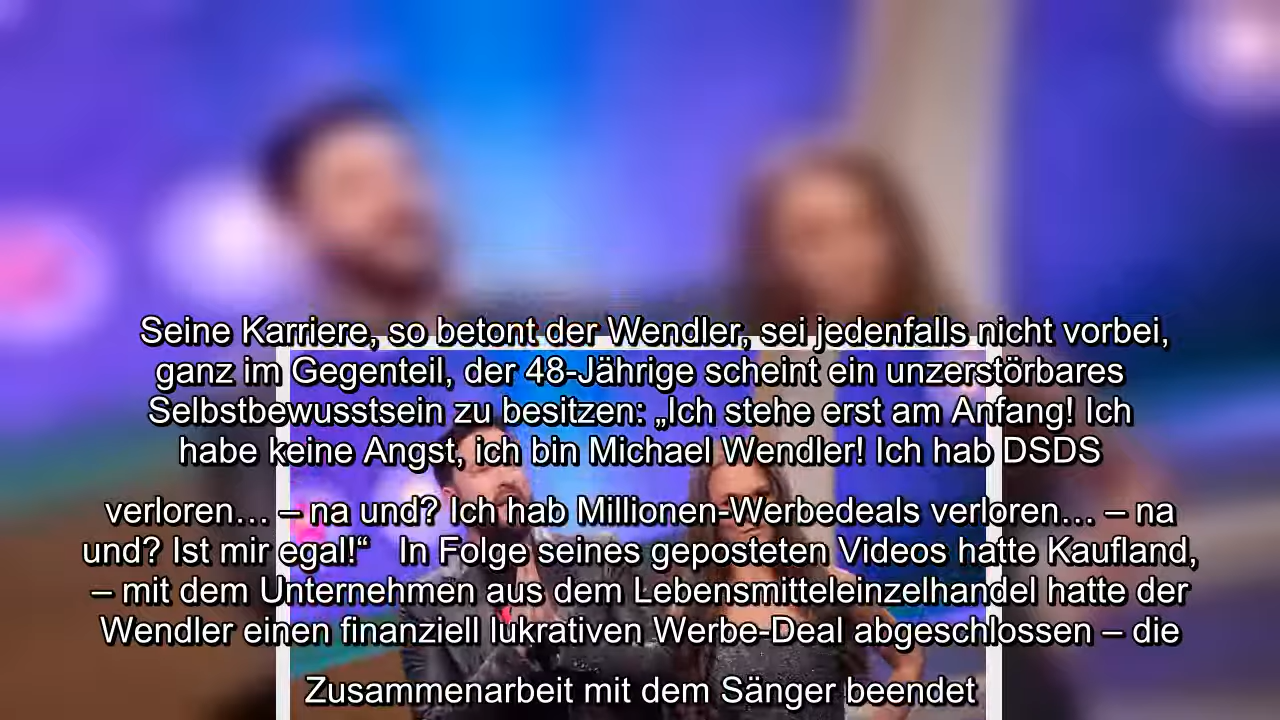 Seine Karriere, so betont der Wendler, sei jedenfalls nicht vorbei,
ganz im Gegenteil, der 48-Jährige scheint ein unzerstörbares
Selbstbewusstsein zu besitzen: „Ich stehe erst am Anfang! Ich
habe keine Angst, ich bin Michael Wendler! Ich hab DSDS
verloren… – na und? Ich hab Millionen-Werbedeals verloren… – na
und? Ist mir egal!“ In Folge seines geposteten Videos hatte Kaufland,
– mit dem Unternehmen aus dem Lebensmitteleinzelhandel hatte der
Wendler einen finanziell lukrativen Werbe-Deal abgeschlossen – die
Zusammenarbeit mit dem Sänger beendet